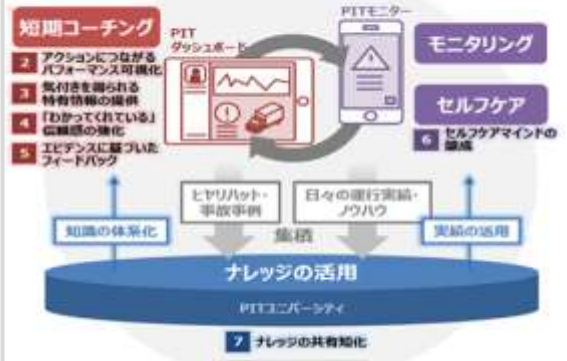 短期コーチング
PIT
ダッシュボード
PITモニター
モニタリング
2 アクションにつながる
パフォーマンス可視化
3 気付きを得られる
特有情報の提供
4 「わかってくれている」
信頼感の強化
5 エビデンスに基づいた
フィードバック
セルフケア
6 セルフケアマインドの
醸成
ヒヤリハット・
事故事例
日々の運行実績・
ノウハウ
知識の体系化
集積
実績の活用
ナレッジの活用
PITユニバーシティ
7 ナレッジの共有知化